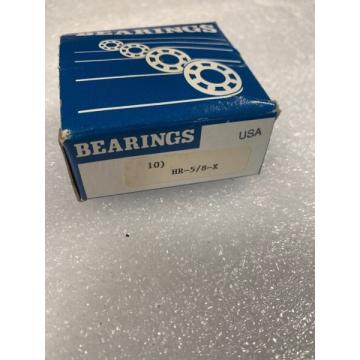 BEARINGS
BEARINGS
USA
10)
HR-5/8-X